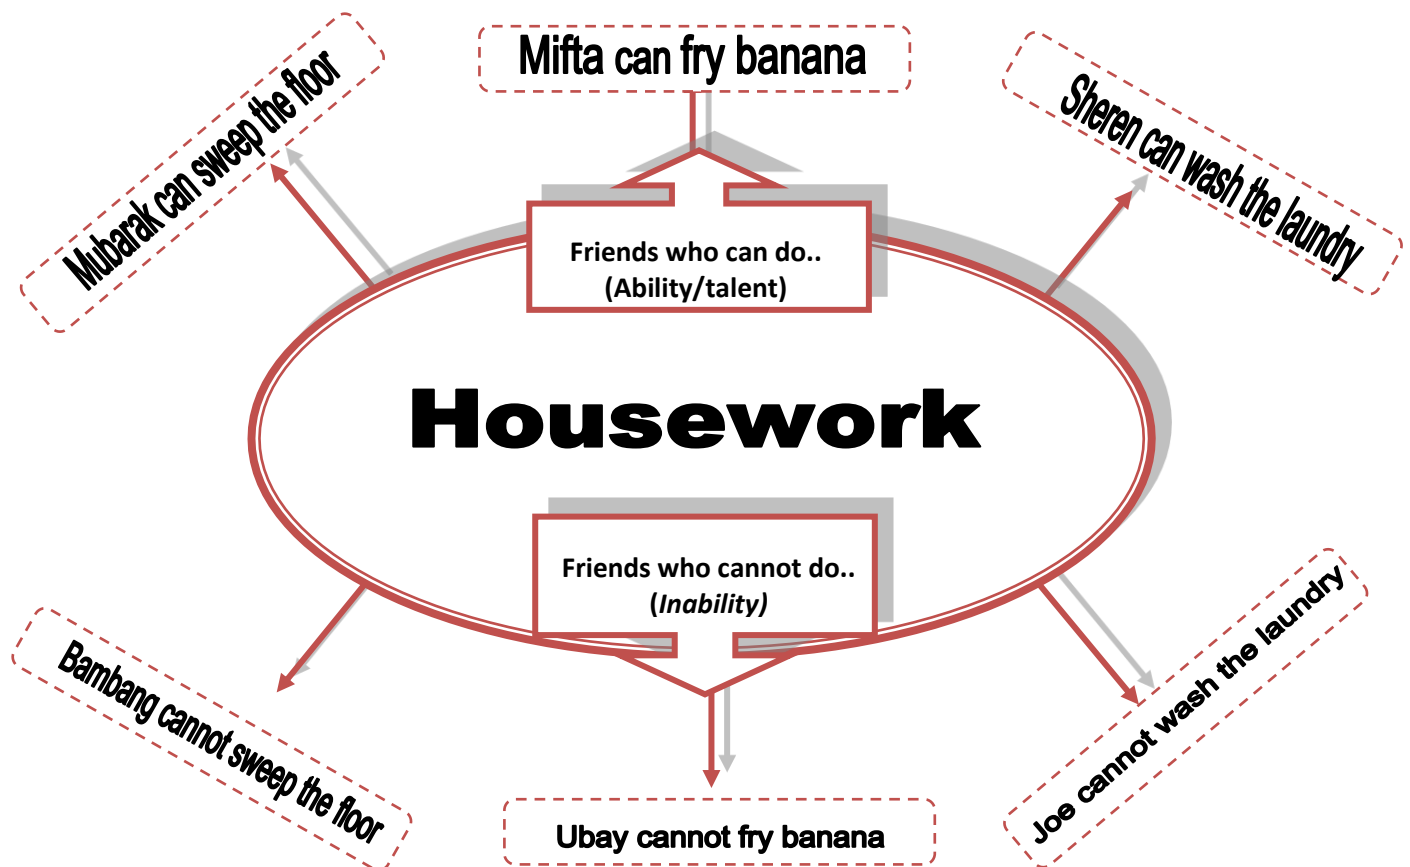 Mifta can fry banana
Mubarak can sweep the floor
Sheren can wash the laundry
Friends who can do..
(Ability/talent)
Housework
Friends who cannot do..
(Inability)
Bambang cannot sweep the floor
Joe cannot wash the laundry
Ubay cannot fry banana